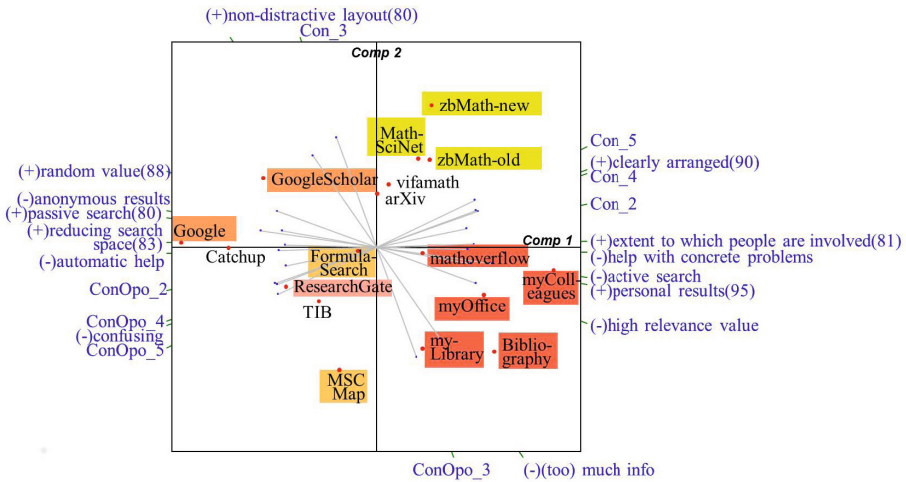 (+)non-distractive layout(80)
Con_3
Comp 2
zbMath-new
Math-
SciNet
zbMath-old
Con_5
(+)clearly arranged(90)
Con_4
(+)random value(88)
GoogleScholar
vifamath
arXiv
(-)anonymous results
Con_2
(+)passive search(80)
(+)reducing search
space(83)
Google
Comp 1
(+)extent to which people are involved(81)
(-)automatic help
Catchup
Formula-
Search
mathoverflow
(-)help with concrete problems
(-)active search
myColl-
eagues
(+)personal results(95)
ConOpo_2
ResearchGate
myOffice
TIB
ConOpo_4
(-)confusing
ConOpo_5
(-)high relevance value
my-
Library
Biblio-
graphy
MSC
Map
ConOpo_3
(-)(too) much info